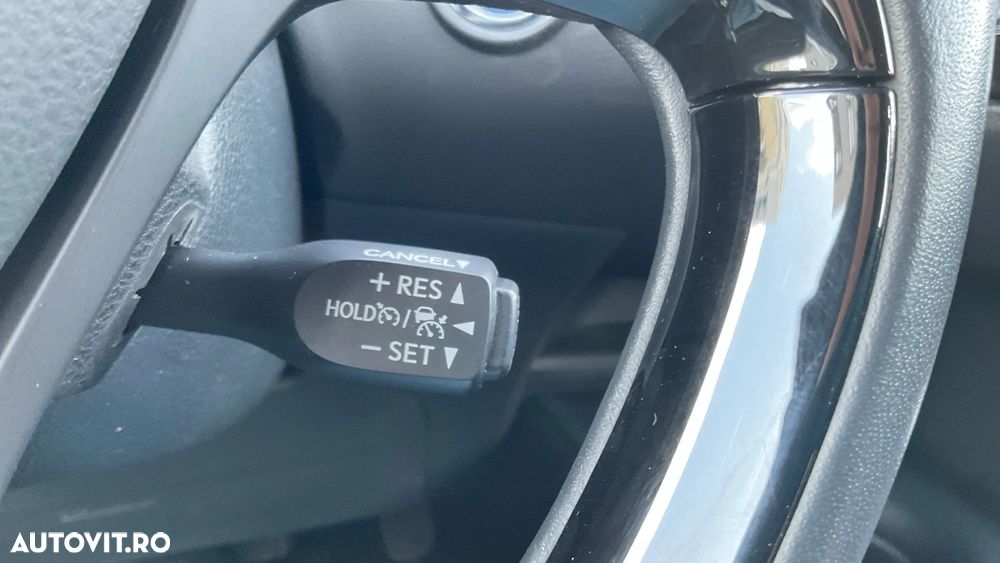 CANCEL▼
+ RES ▲
HOLD / ◄
− SET ▼
AUTOVIT.RO